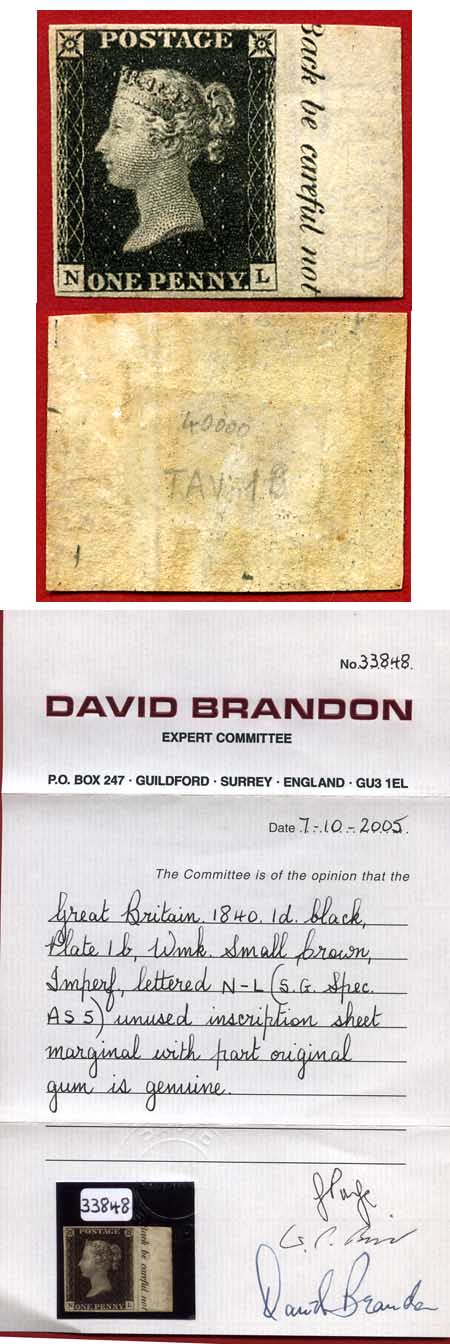 POSTAGE
Back be careful not
N ONE PENNY. L
40000
TAV. 1 B
No. 33848.
DAVID BRANDON
EXPERT COMMITTEE
P.O. BOX 247 · GUILDFORD · SURREY · ENGLAND · GU3 1EL
Date 7-10-2005.
The Committee is of the opinion that the
Great Britain. 1840. 1d. black,
Plate 1b, Wmk. Small Crown,
Imperf, lettered N-L (S.G. Spec.
AS5) unused inscription sheet
marginal with part original
gum is genuine.
33848
POSTAGE
Back be careful not
N ONE PENNY. L
David Brandon